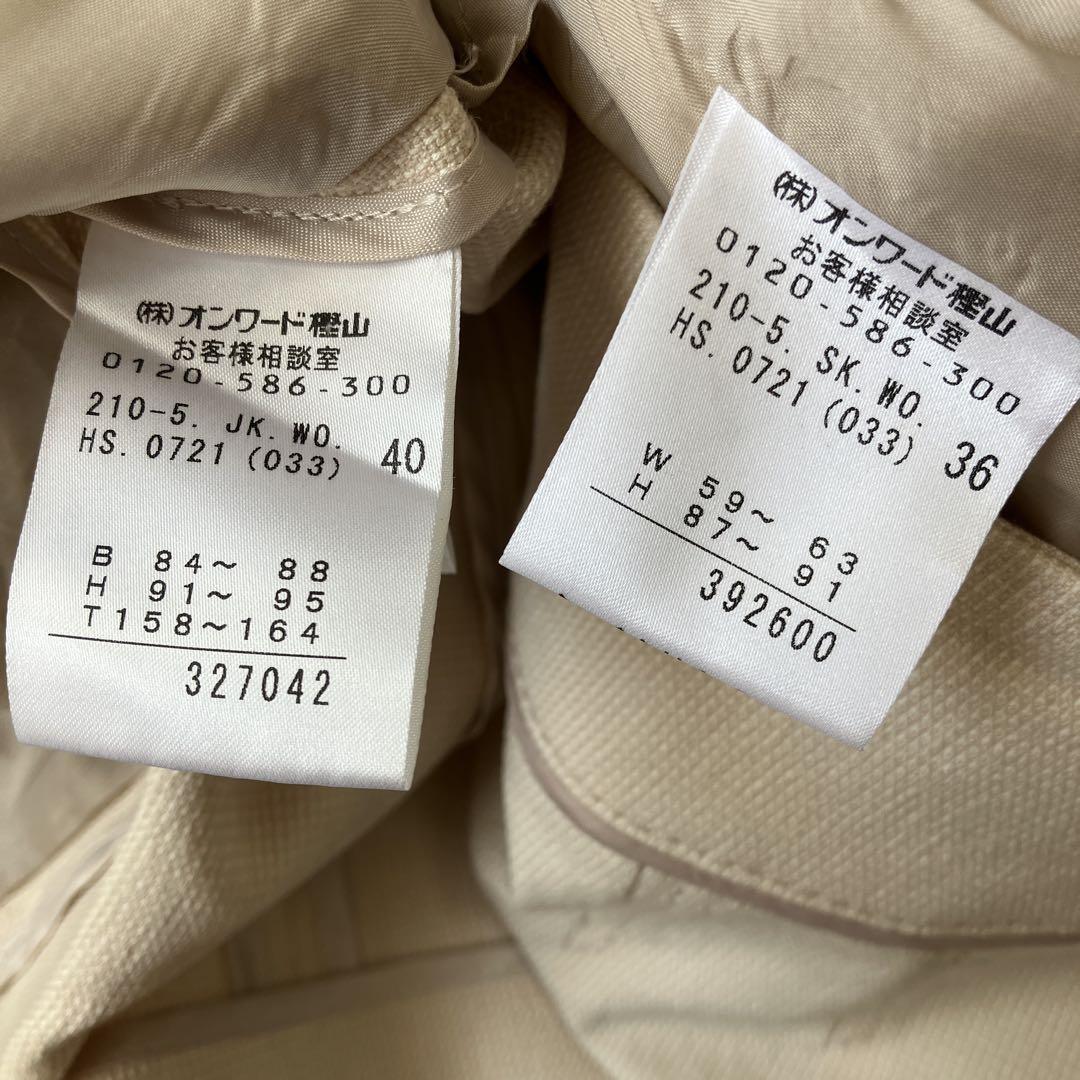 (株)オンワード樫山
お客様相談室
0120-586-300
210-5. JK.WO.
HS. 0721 (033) 40
B 84～ 88
H 91～ 95
T158～164
327042
(株)オンワード樫山
お客様相談室
0120-586-300
210-5. SK.WO.
HS. 0721 (033) 36
W 59～ 63
H 87～ 91
392600